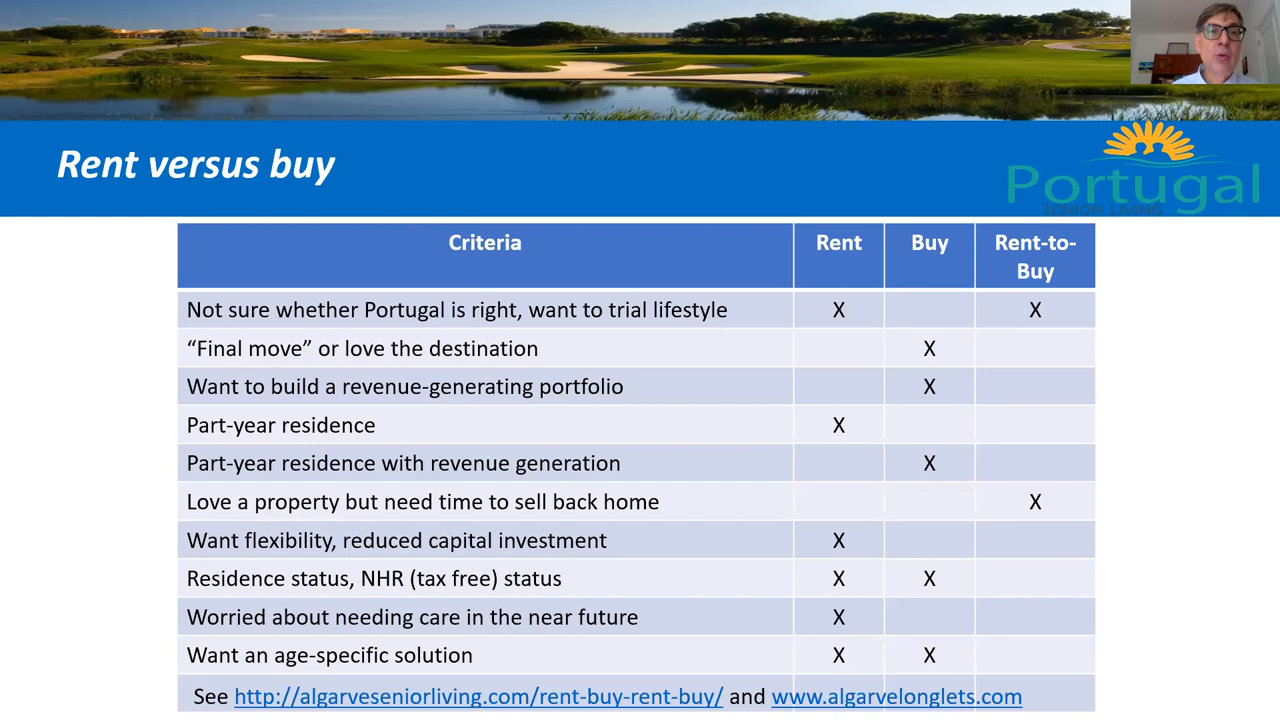 Rent versus buy
Portugal
SENIOR LIVING
Criteria Rent Buy Rent-to-
Buy
Not sure whether Portugal is right, want to trial lifestyle X X
“Final move” or love the destination X
Want to build a revenue-generating portfolio X
Part-year residence X
Part-year residence with revenue generation X
Love a property but need time to sell back home X
Want flexibility, reduced capital investment X
Residence status, NHR (tax free) status X X
Worried about needing care in the near future X
Want an age-specific solution X X
See http://algarveseniorliving.com/rent-buy-rent-buy/ and www.algarvelonglets.com